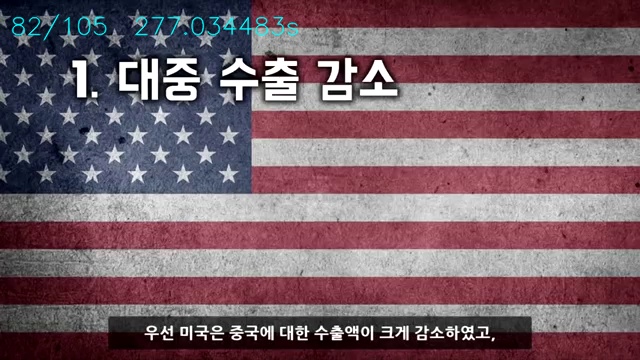 82/105 277.034483s
1. 대중 수출 감소
우선 미국은 중국에 대한 수출액이 크게 감소하였고,